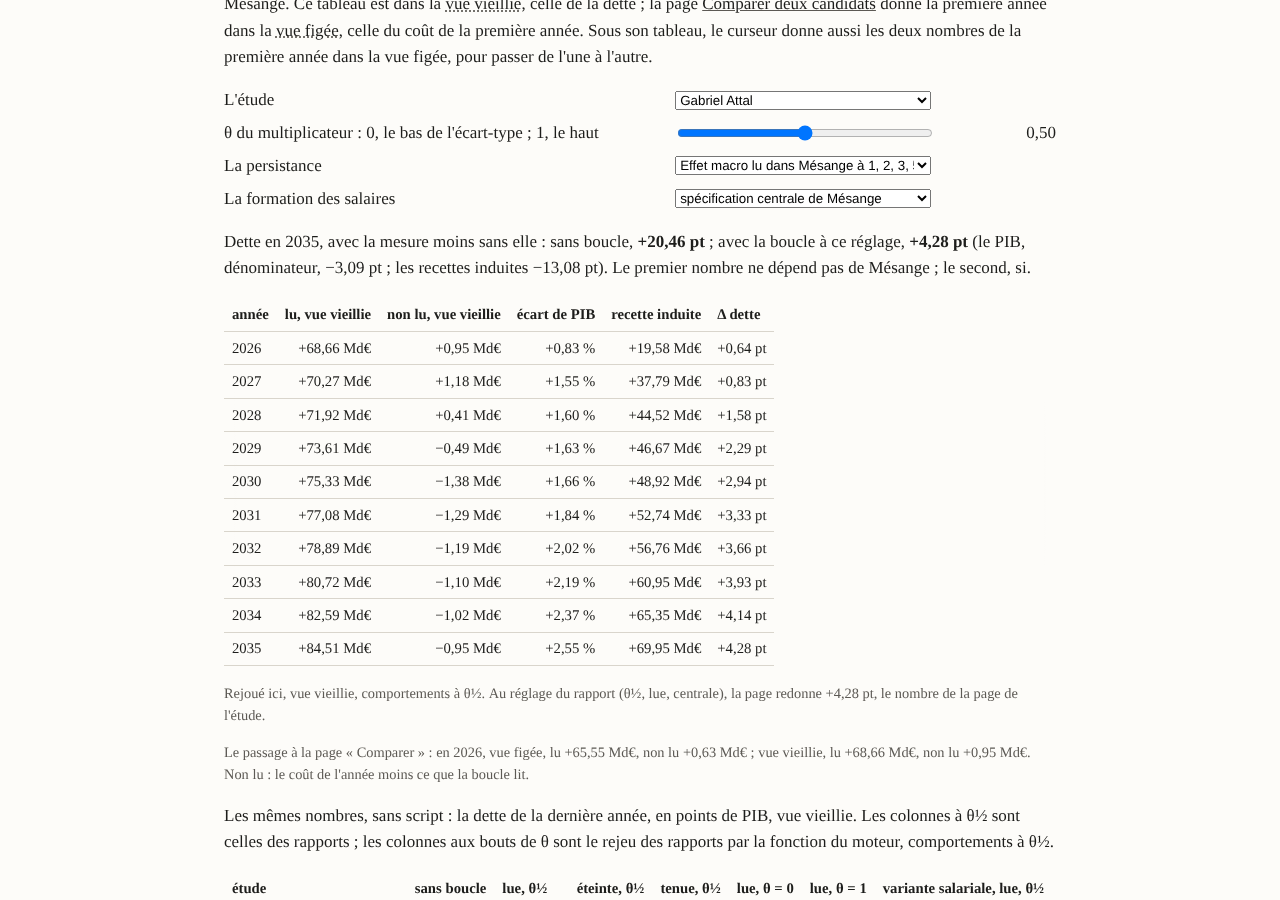 Mésange. Ce tableau est dans la vue vieillie, celle de la dette ; la page Comparer deux candidats donne la première année
dans la vue figée, celle du coût de la première année. Sous son tableau, le curseur donne aussi les deux nombres de la
première année dans la vue figée, pour passer de l'une à l'autre.
L'étude Gabriel Attal
θ du multiplicateur : 0, le bas de l'écart-type ; 1, le haut 0,50
La persistance Effet macro lu dans Mésange à 1, 2, 3,
La formation des salaires spécification centrale de Mésange
Dette en 2035, avec la mesure moins sans elle : sans boucle, +20,46 pt ; avec la boucle à ce réglage, +4,28 pt (le PIB,
dénominateur, −3,09 pt ; les recettes induites −13,08 pt). Le premier nombre ne dépend pas de Mésange ; le second, si.
année lu, vue vieillie non lu, vue vieillie écart de PIB recette induite Δ dette
2026 +68,66 Md€ +0,95 Md€ +0,83 % +19,58 Md€ +0,64 pt
2027 +70,27 Md€ +1,18 Md€ +1,55 % +37,79 Md€ +0,83 pt
2028 +71,92 Md€ +0,41 Md€ +1,60 % +44,52 Md€ +1,58 pt
2029 +73,61 Md€ −0,49 Md€ +1,63 % +46,67 Md€ +2,29 pt
2030 +75,33 Md€ −1,38 Md€ +1,66 % +48,92 Md€ +2,94 pt
2031 +77,08 Md€ −1,29 Md€ +1,84 % +52,74 Md€ +3,33 pt
2032 +78,89 Md€ −1,19 Md€ +2,02 % +56,76 Md€ +3,66 pt
2033 +80,72 Md€ −1,10 Md€ +2,19 % +60,95 Md€ +3,93 pt
2034 +82,59 Md€ −1,02 Md€ +2,37 % +65,35 Md€ +4,14 pt
2035 +84,51 Md€ −0,95 Md€ +2,55 % +69,95 Md€ +4,28 pt
Rejoué ici, vue vieillie, comportements à θ½. Au réglage du rapport (θ½, lue, centrale), la page redonne +4,28 pt, le nombre de la page de
l'étude.
Le passage à la page « Comparer » : en 2026, vue figée, lu +65,55 Md€, non lu +0,63 Md€ ; vue vieillie, lu +68,66 Md€, non lu +0,95 Md€.
Non lu : le coût de l'année moins ce que la boucle lit.
Les mêmes nombres, sans script : la dette de la dernière année, en points de PIB, vue vieillie. Les colonnes à θ½ sont
celles des rapports ; les colonnes aux bouts de θ sont le rejeu des rapports par la fonction du moteur, comportements à θ½.
étude sans boucle lue, θ½ éteinte, θ½ tenue, θ½ lue, θ = 0 lue, θ = 1 variante salariale, lue, θ½